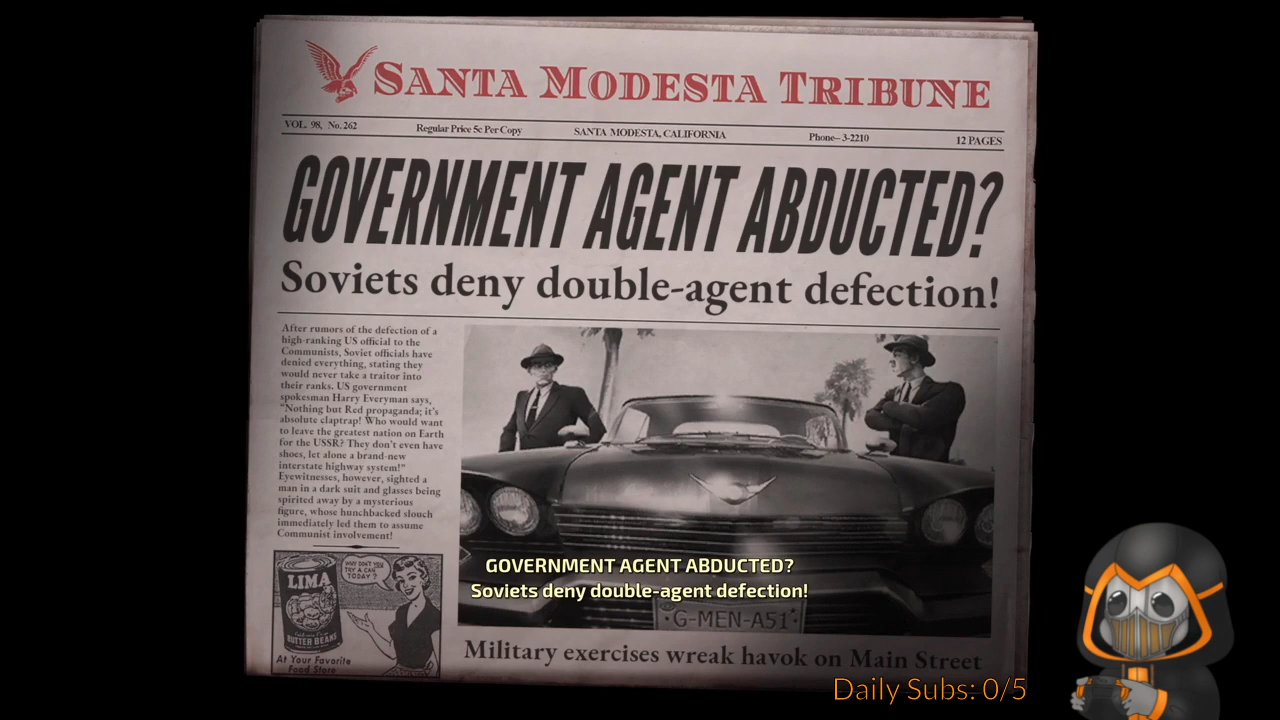 SANTA MODESTA TRIBUNE
VOL. 98, No. 262 Regular Price 5c Per Copy SANTA MODESTA, CALIFORNIA Phone–3-2210 12 PAGES
GOVERNMENT AGENT ABDUCTED?
Soviets deny double-agent defection!
After rumors of the defection of a
high-ranking US official to the
Communists, Soviet officials have
denied everything, stating they
would never take a traitor into
their ranks. US government
spokesman Harry Everyman says,
"Nothing but Red propaganda; it's
absolute claptrap! Who would want
to leave the greatest nation on Earth
for the USSR? They don't even have
shoes, let alone a brand-new
interstate highway system!"
Eyewitnesses, however, sighted a
man in a dark suit and glasses being
spirited away by a mysterious
figure, whose hunchbacked slouch
immediately led them to assume
Communist involvement!
WHY DON'T YOU
TRY A CAN
TODAY?
LIMA
BUTTER BEANS
At Your Favorite
Food Store
GOVERNMENT AGENT ABDUCTED?
Soviets deny double-agent defection!
·G-MEN-A51·
Military exercises wreak havok on Main Street
Daily Subs: 0/5